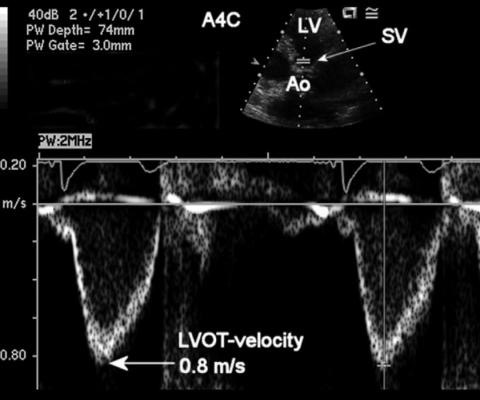 40dB 2 •/+1/0/1
PW Depth= 74mm
PW Gate= 3.0mm
A4C
LV
SV
Ao
PW:2MHz
0.20
m/s
LVOT-velocity
0.8 m/s
0.80